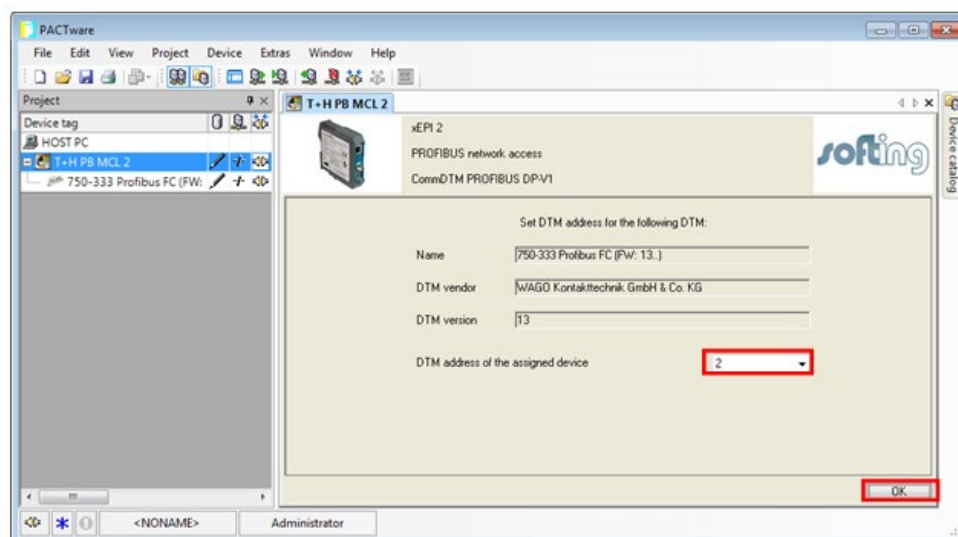 PACTware
File Edit View Project Device Extras Window Help
Project
Device tag
HOST PC
T+H PB MCL 2
750-333 Profibus FC (FW:
T+H PB MCL 2
xEPI 2
PROFIBUS network access
CommDTM PROFIBUS DP-V1
softing
Set DTM address for the following DTM:
Name 750-333 Profibus FC (FW: 13..)
DTM vendor WAGO Kontakttechnik GmbH & Co. KG
DTM version 13
DTM address of the assigned device 2
OK
Device catalog
<NONAME> Administrator